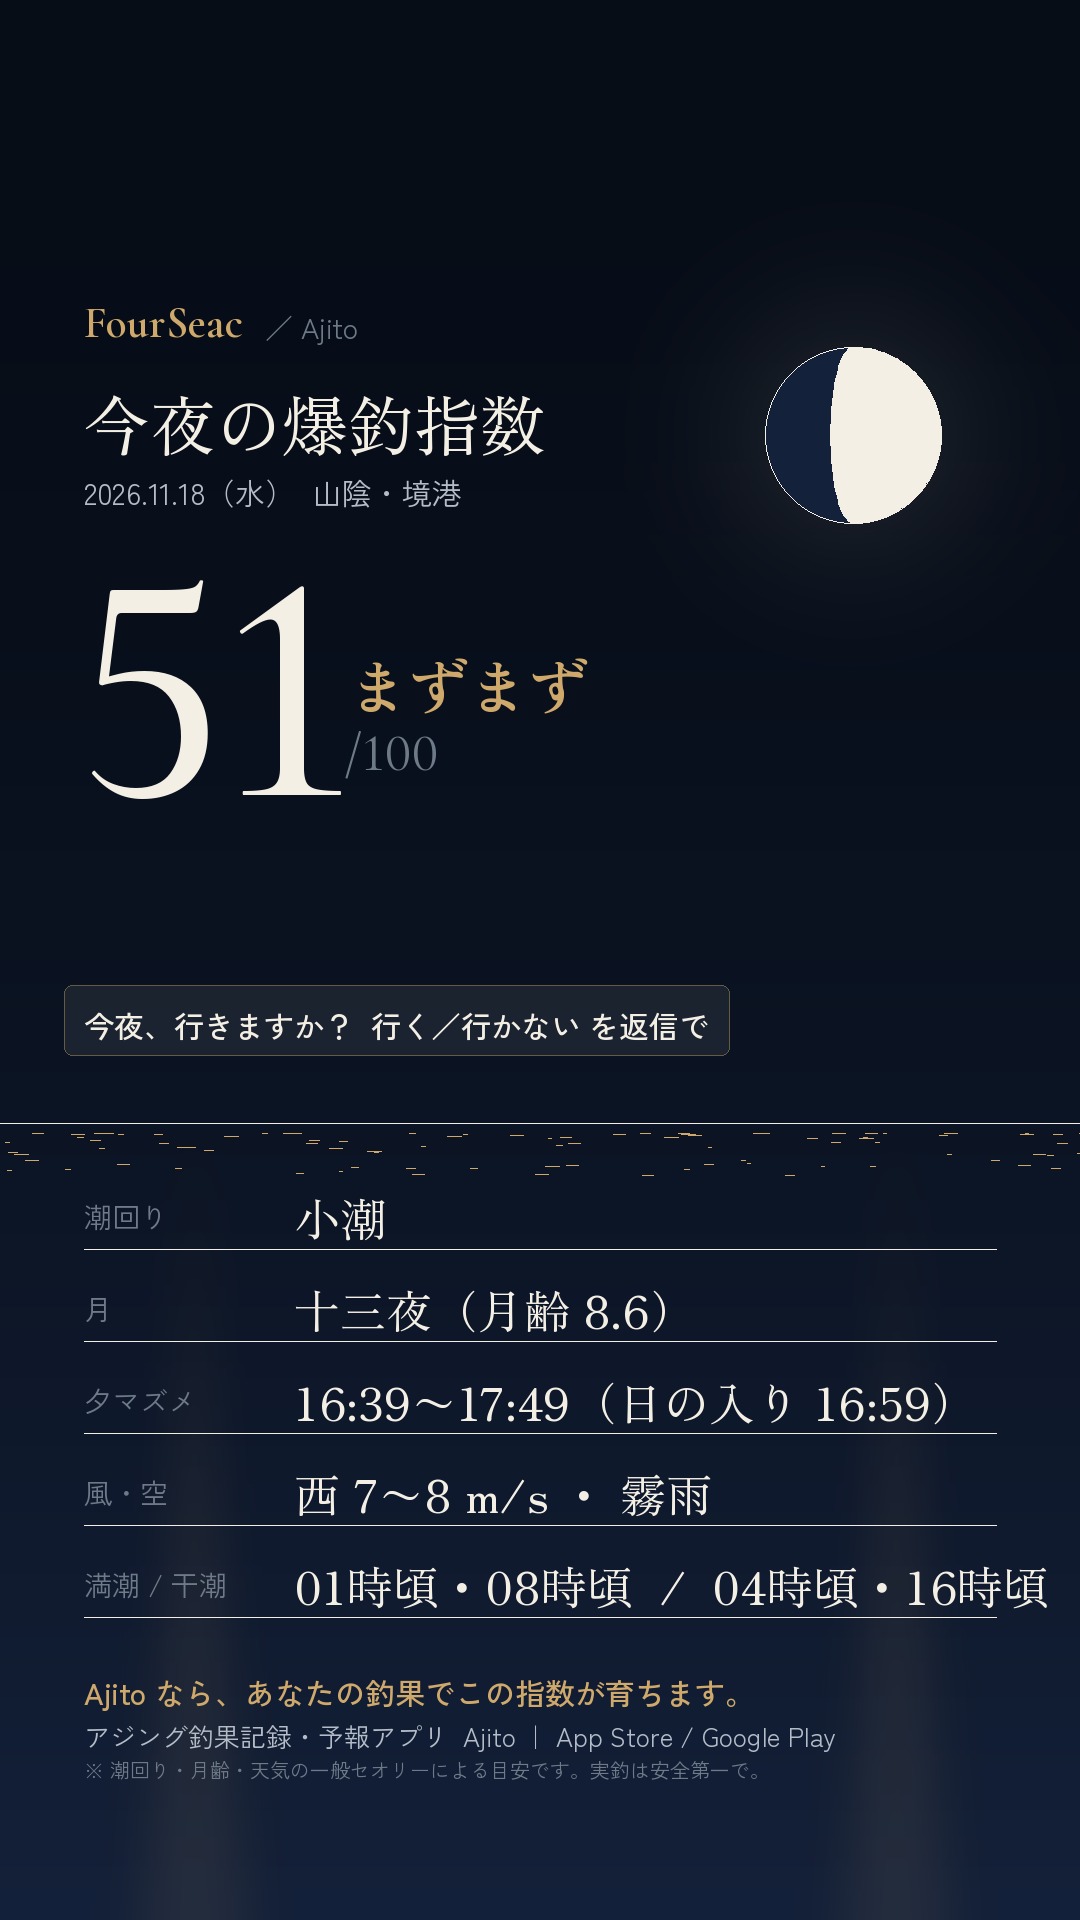 FourSeac ／ Ajito
今夜の爆釣指数
2026.11.18（水） 山陰・境港
51 まずまず
/100
今夜、行きますか？ 行く／行かない を返信で
潮回り 小潮
月 十三夜（月齢 8.6）
夕マズメ 16:39〜17:49（日の入り 16:59）
風・空 西 7〜8 m/s ・ 霧雨
満潮 / 干潮 01時頃・08時頃 / 04時頃・16時頃
Ajito なら、あなたの釣果でこの指数が育ちます。
アジング釣果記録・予報アプリ Ajito ｜ App Store / Google Play
※ 潮回り・月齢・天気の一般セオリーによる目安です。実釣は安全第一で。